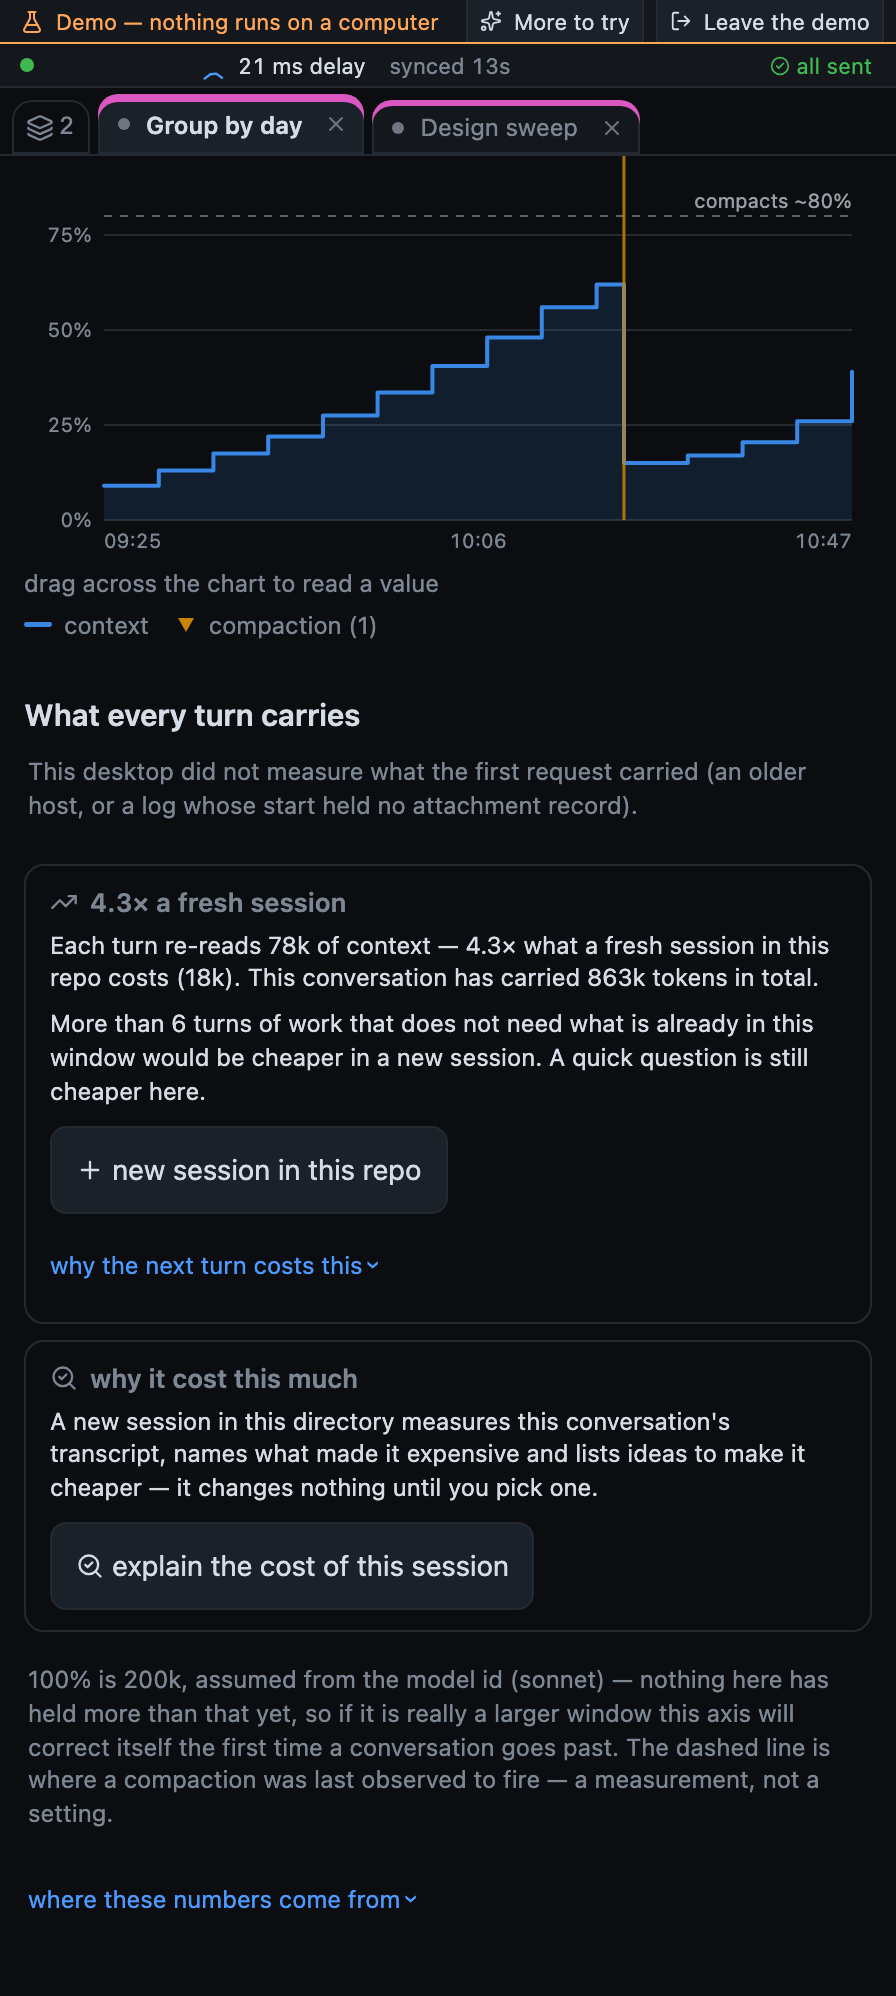 Demo — nothing runs on a computer
More to try
Leave the demo
21 ms delay
synced 13s
all sent
2
Group by day
Design sweep
compacts ~80%
75%
50%
25%
0%
09:25
10:06
10:47
drag across the chart to read a value
context
compaction (1)
What every turn carries
This desktop did not measure what the first request carried (an older
host, or a log whose start held no attachment record).
4.3× a fresh session
Each turn re-reads 78k of context — 4.3× what a fresh session in this
repo costs (18k). This conversation has carried 863k tokens in total.
More than 6 turns of work that does not need what is already in this
window would be cheaper in a new session. A quick question is still
cheaper here.
+ new session in this repo
why the next turn costs this
why it cost this much
A new session in this directory measures this conversation's
transcript, names what made it expensive and lists ideas to make it
cheaper — it changes nothing until you pick one.
explain the cost of this session
100% is 200k, assumed from the model id (sonnet) — nothing here has
held more than that yet, so if it is really a larger window this axis will
correct itself the first time a conversation goes past. The dashed line is
where a compaction was last observed to fire — a measurement, not a
setting.
where these numbers come from